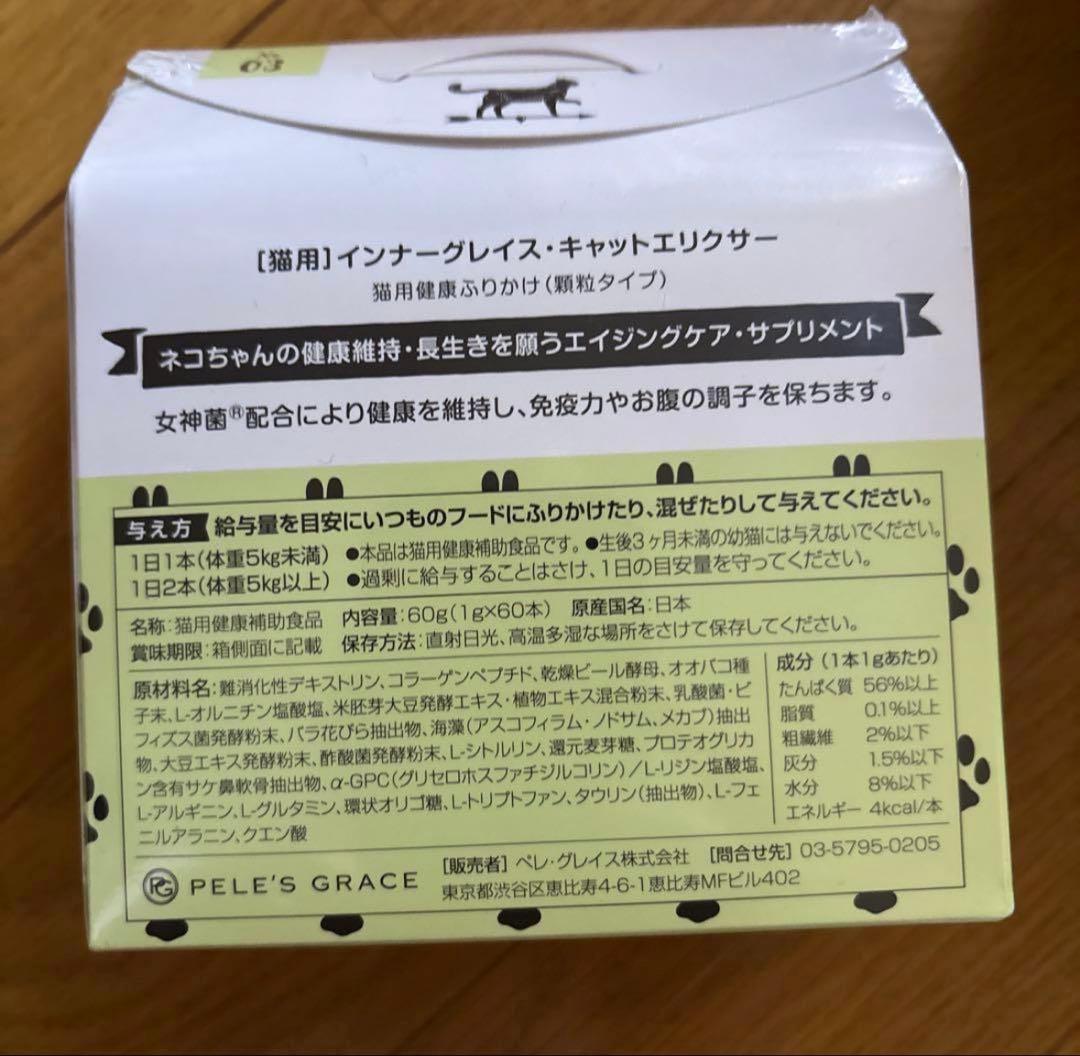 03
[猫用]インナーグレイス・キャットエリクサー
猫用健康ふりかけ(顆粒タイプ)
ネコちゃんの健康維持・長生きを願うエイジングケア・サプリメント
女神菌®配合により健康を維持し、免疫力やお腹の調子を保ちます。
与え方 給与量を目安にいつものフードにふりかけたり、混ぜたりして与えてください。
1日1本(体重5kg未満) ●本品は猫用健康補助食品です。●生後3ヶ月未満の幼猫には与えないでください。
1日2本(体重5kg以上) ●過剰に給与することはさけ、1日の目安量を守ってください。
名称:猫用健康補助食品 内容量:60g(1g×60本) 原産国名:日本
賞味期限:箱側面に記載 保存方法:直射日光、高温多湿な場所をさけて保存してください。
原材料名:難消化性デキストリン、コラーゲンペプチド、乾燥ビール酵母、オオバコ種
子末、L-オルニチン塩酸塩、米胚芽大豆発酵エキス・植物エキス混合粉末、乳酸菌・ビ
フィズス菌発酵粉末、バラ花びら抽出物、海藻(アスコフィラム・ノドサム、メカブ)抽出
物、大豆エキス発酵粉末、酢酸菌発酵粉末、L-シトルリン、還元麦芽糖、プロテオグリカ
ン含有サケ鼻軟骨抽出物、α-GPC(グリセロホスファチジルコリン)/L-リジン塩酸塩、
L-アルギニン、L-グルタミン、環状オリゴ糖、L-トリプトファン、タウリン(抽出物)、L-フェ
ニルアラニン、クエン酸
成分(1本1gあたり)
たんぱく質 56%以上
脂質 0.1%以上
粗繊維 2%以下
灰分 1.5%以下
水分 8%以下
エネルギー 4kcal/本
PG PELE'S GRACE
[販売者]ペレ・グレイス株式会社 [問合せ先]03-5795-0205
東京都渋谷区恵比寿4-6-1恵比寿MFビル402